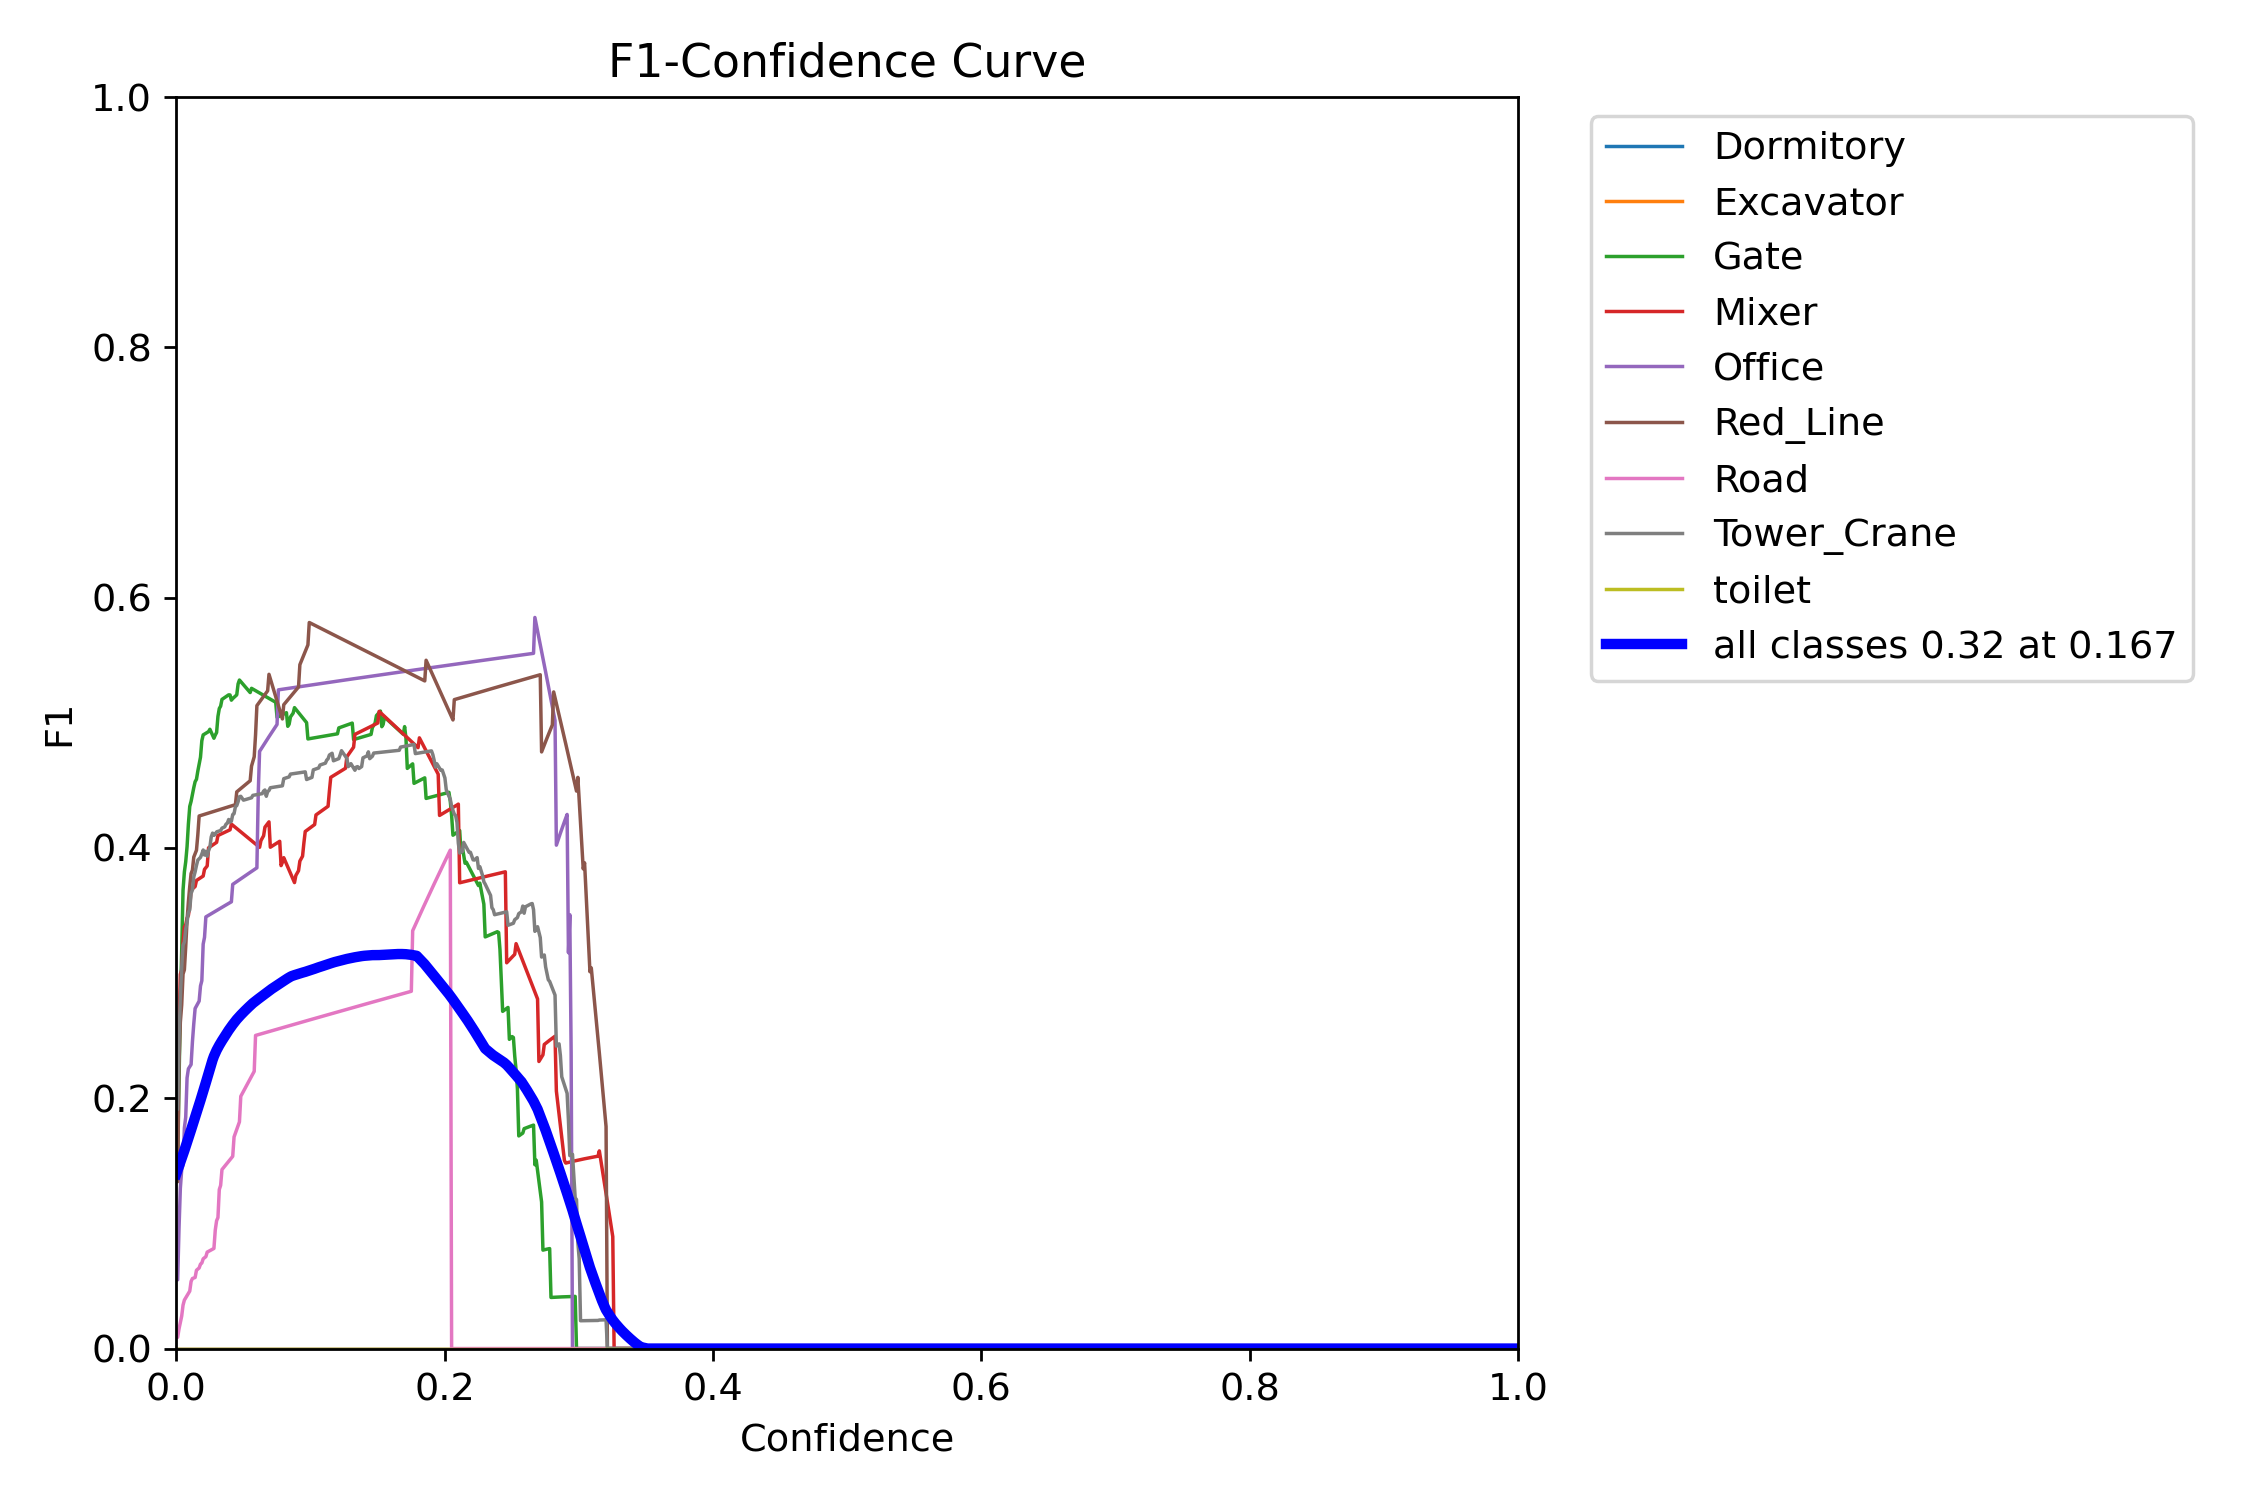 F1-Confidence Curve
1.0
0.8
0.6
0.4
0.2
0.0
F1
0.0 0.2 0.4 0.6 0.8 1.0
Confidence
Dormitory
Excavator
Gate
Mixer
Office
Red_Line
Road
Tower_Crane
toilet
all classes 0.32 at 0.167